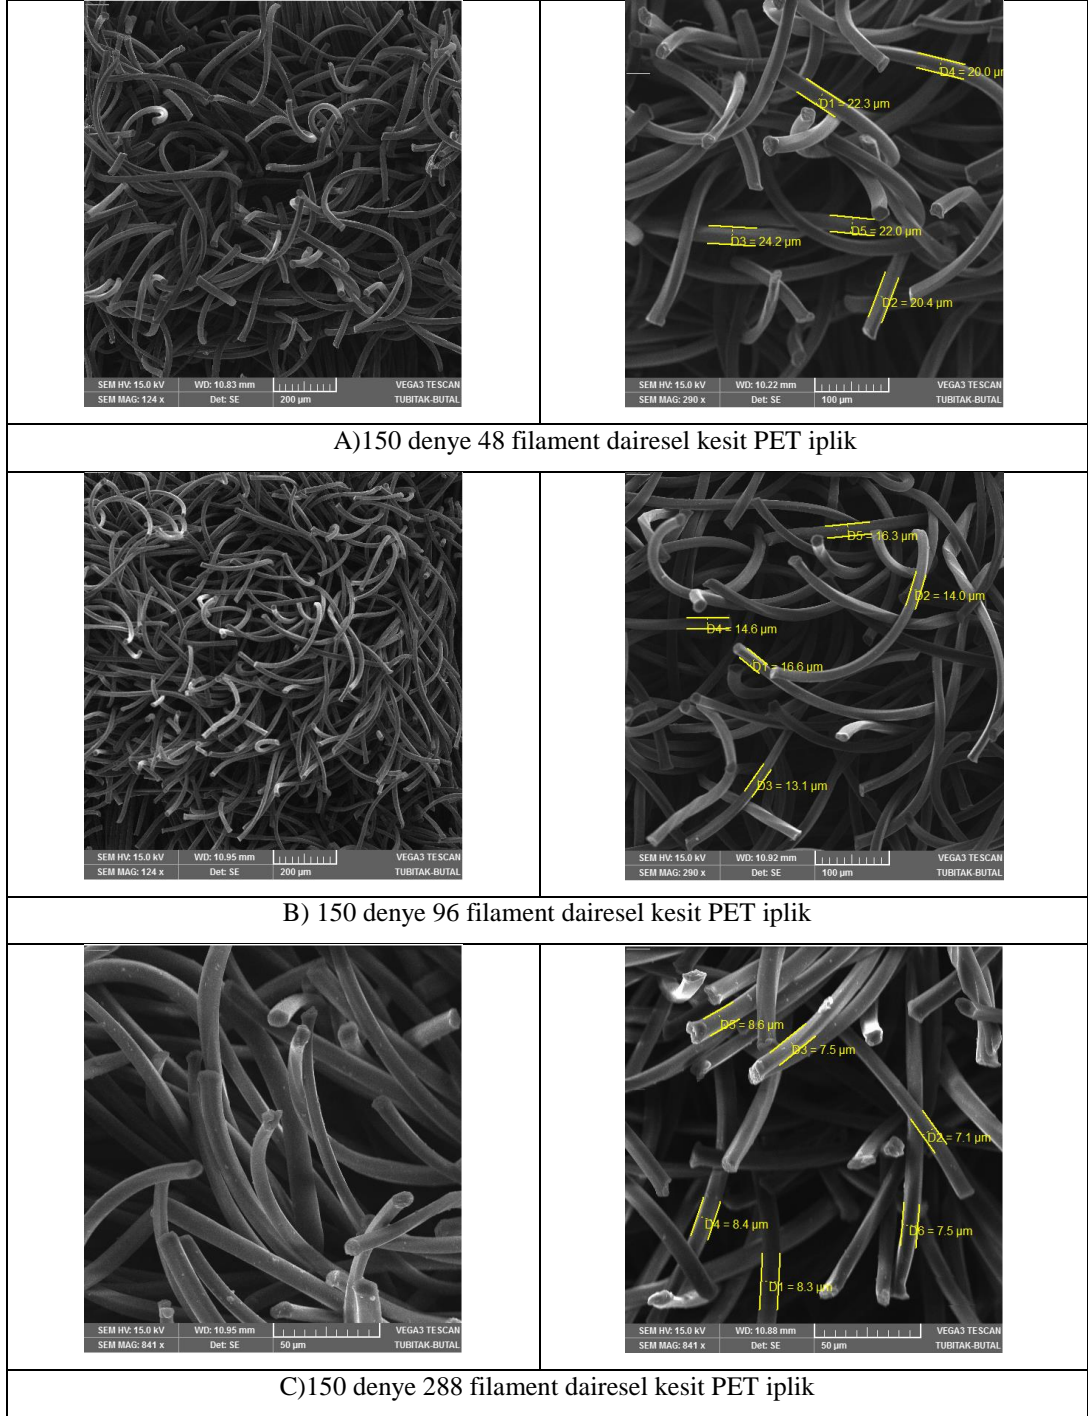 D4 = 20.0 µm
D1 = 22.3 µm
D3 = 24.2 µm
D5 = 22.0 µm
D2 = 20.4 µm
SEM HV: 15.0 kV WD: 10.83 mm VEGA3 TESCAN
SEM MAG: 124 x Det: SE 200 µm TUBITAK-BUTAL
SEM HV: 15.0 kV WD: 10.22 mm VEGA3 TESCAN
SEM MAG: 290 x Det: SE 100 µm TUBITAK-BUTAL
A)150 denye 48 filament dairesel kesit PET iplik
D5 = 16.3 µm
D2 = 14.0 µm
D4 = 14.6 µm
D1 = 16.6 µm
D3 = 13.1 µm
SEM HV: 15.0 kV WD: 10.95 mm VEGA3 TESCAN
SEM MAG: 124 x Det: SE 200 µm TUBITAK-BUTAL
SEM HV: 15.0 kV WD: 10.92 mm VEGA3 TESCAN
SEM MAG: 290 x Det: SE 100 µm TUBITAK-BUTAL
B) 150 denye 96 filament dairesel kesit PET iplik
D5 = 8.6 µm
D3 = 7.5 µm
D2 = 7.1 µm
D4 = 8.4 µm
D6 = 7.5 µm
D1 = 8.3 µm
SEM HV: 15.0 kV WD: 10.95 mm VEGA3 TESCAN
SEM MAG: 841 x Det: SE 50 µm TUBITAK-BUTAL
SEM HV: 15.0 kV WD: 10.88 mm VEGA3 TESCAN
SEM MAG: 841 x Det: SE 50 µm TUBITAK-BUTAL
C)150 denye 288 filament dairesel kesit PET iplik